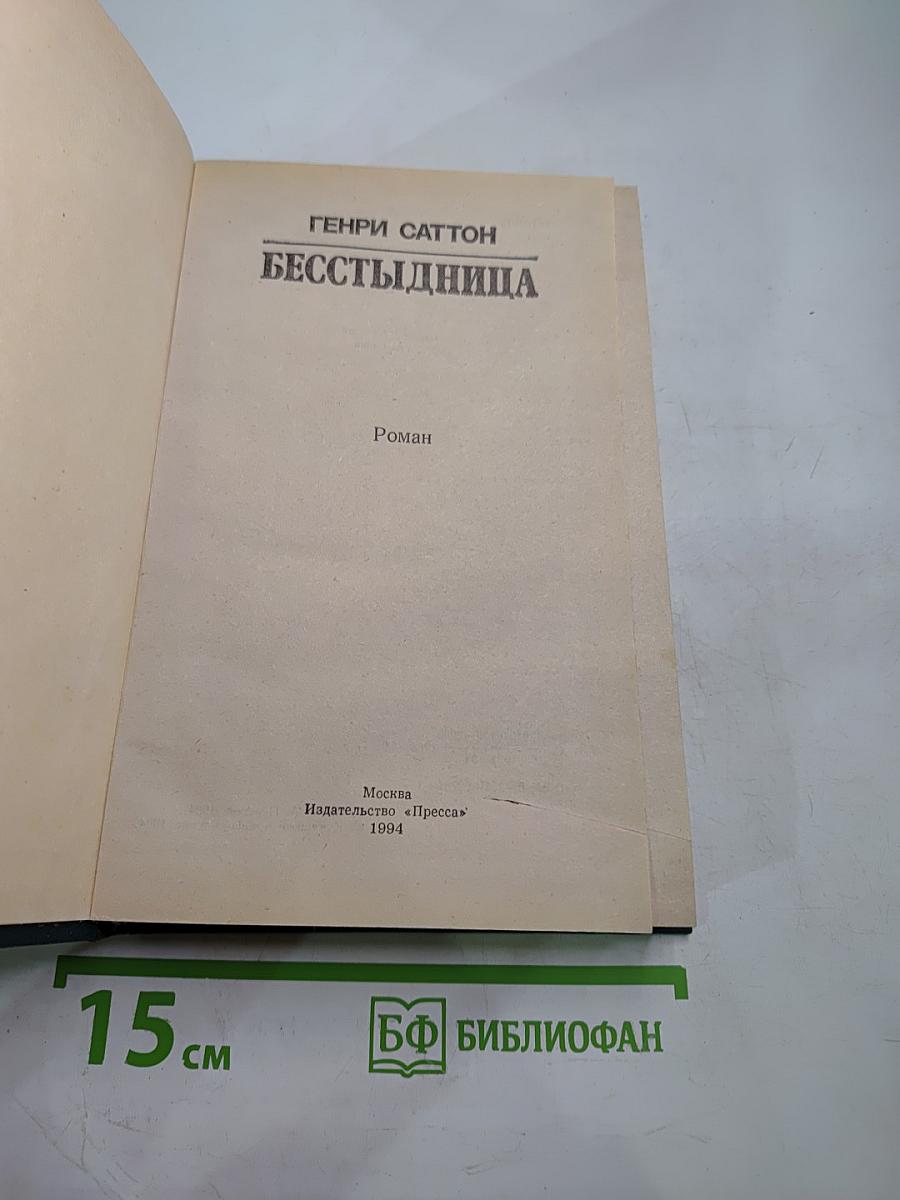 ГЕНРИ САТТОН
БЕССТЫДНИЦА
Роман
Москва
Издательство «Пресса»
1994
15 см
БФ БИБЛИОФАН